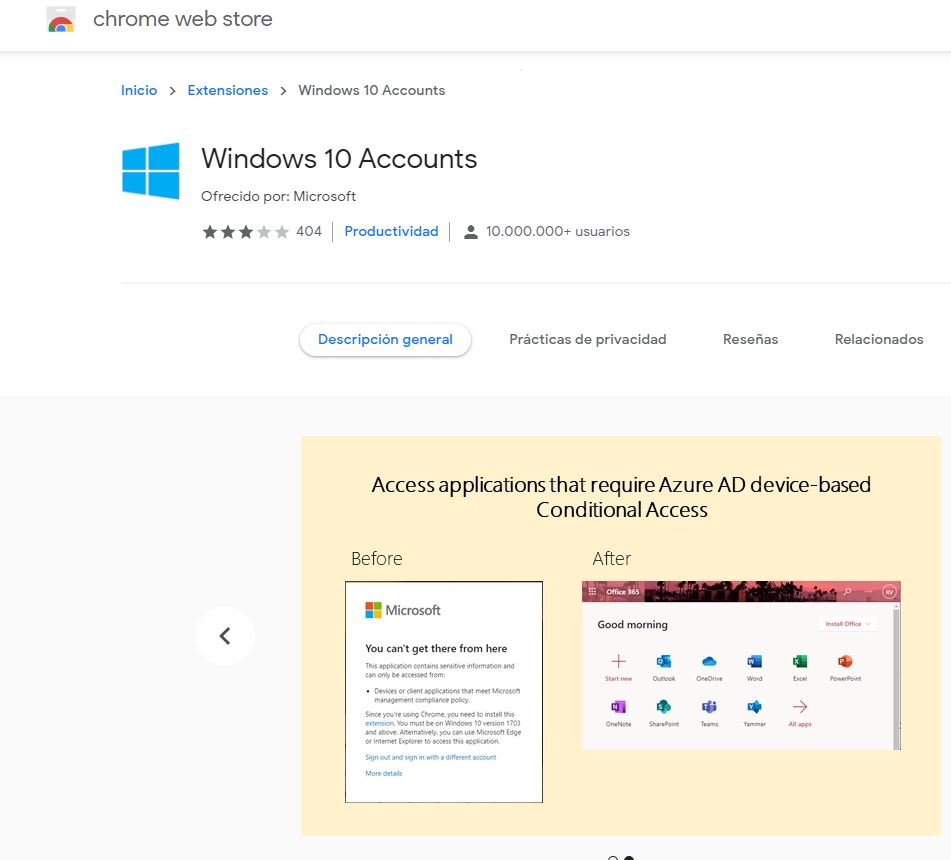 chrome web store
Inicio > Extensiones > Windows 10 Accounts
Windows 10 Accounts
Ofrecido por: Microsoft
404 Productividad 10.000.000+ usuarios
Descripción general Prácticas de privacidad Reseñas Relacionados
Access applications that require Azure AD device-based
Conditional Access
Before
Microsoft
You can't get there from here
This application contains sensitive information and
can only be accessed from:
• Devices or client applications that meet Microsoft
management compliance policy.
Since you're using Chrome, you need to install this
extension. You must be on Windows 10 version 1703
and above. Alternatively, you can use Microsoft Edge
or Internet Explorer to access this application.
Sign out and sign in with a different account
More details
After
Office 365 RV
Good morning Install Office
Start new Outlook OneDrive Word Excel PowerPoint
OneNote SharePoint Teams Yammer All apps